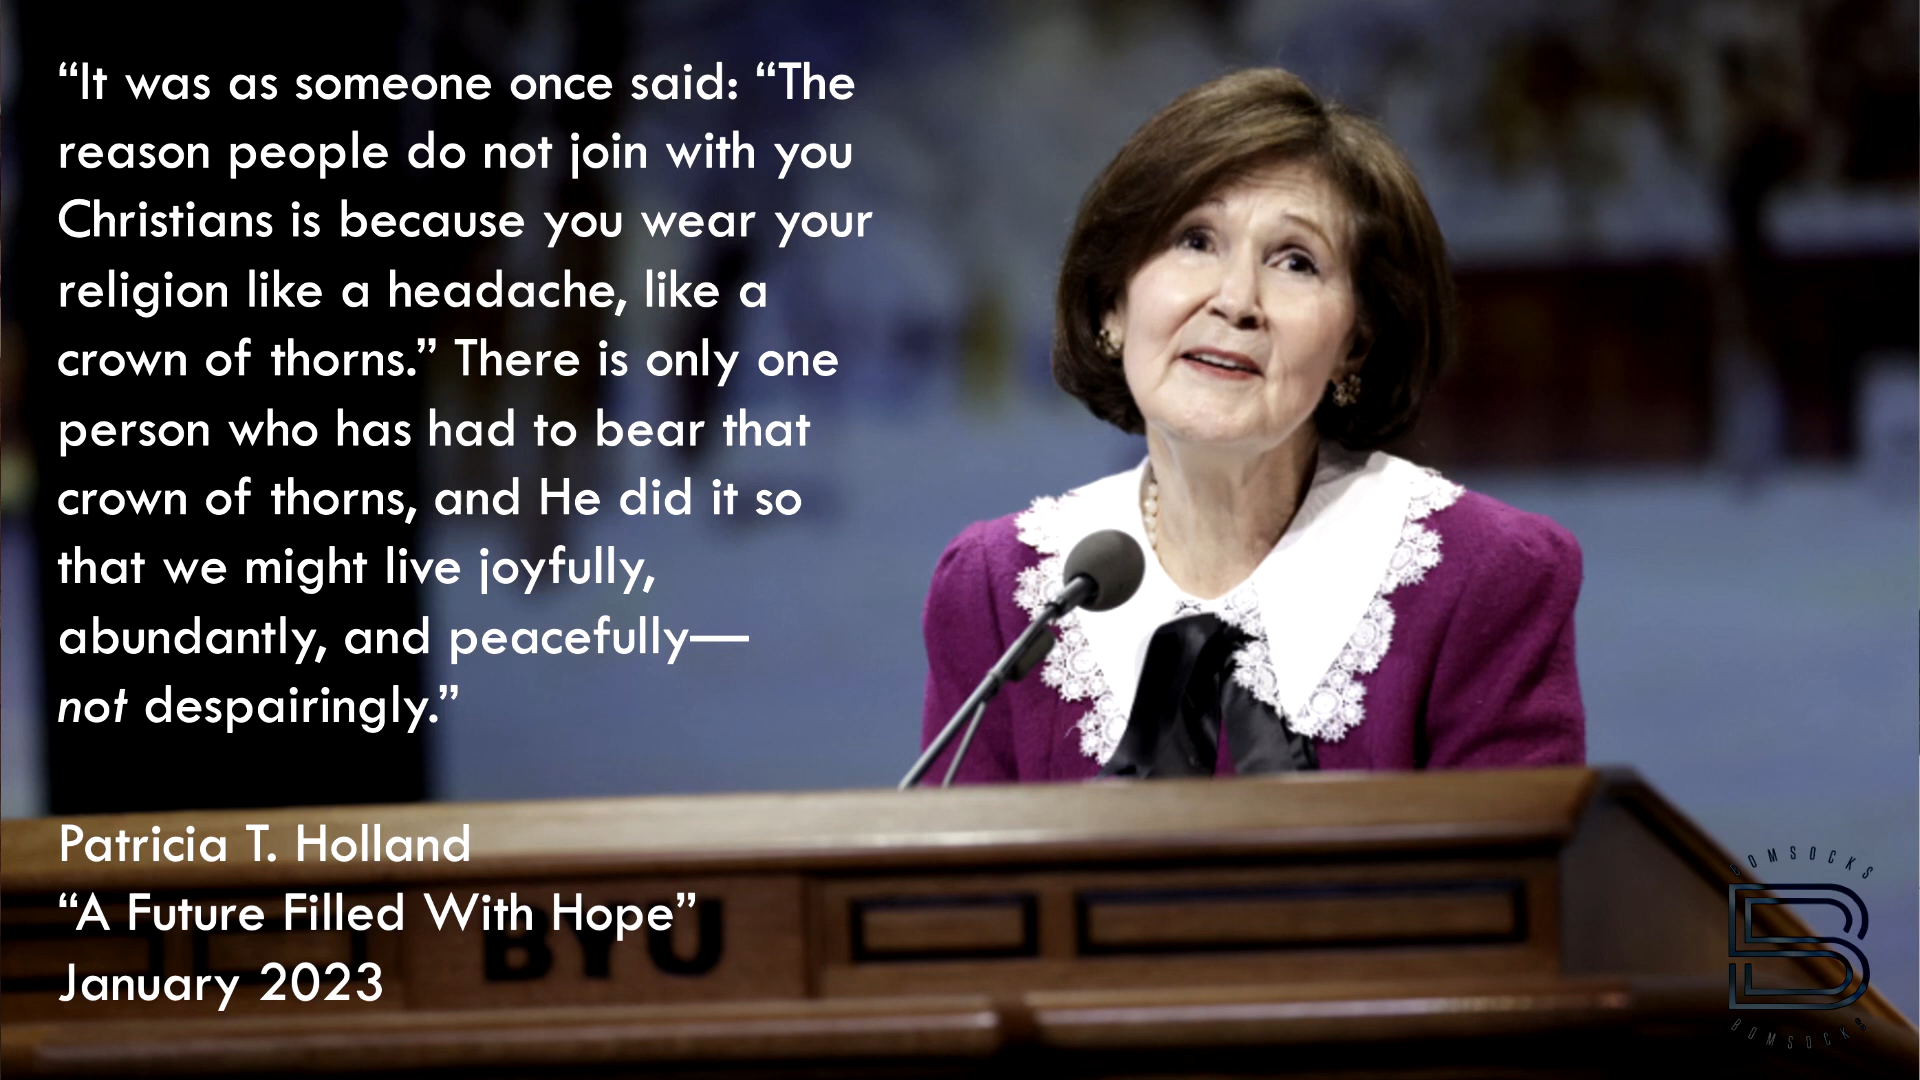 “It was as someone once said: “The
reason people do not join with you
Christians is because you wear your
religion like a headache, like a
crown of thorns.” There is only one
person who has had to bear that
crown of thorns, and He did it so
that we might live joyfully,
abundantly, and peacefully—
not despairingly.”
Patricia T. Holland
“A Future Filled With Hope”
January 2023
BYU
BOMSOCKS
B
BOMSOCK